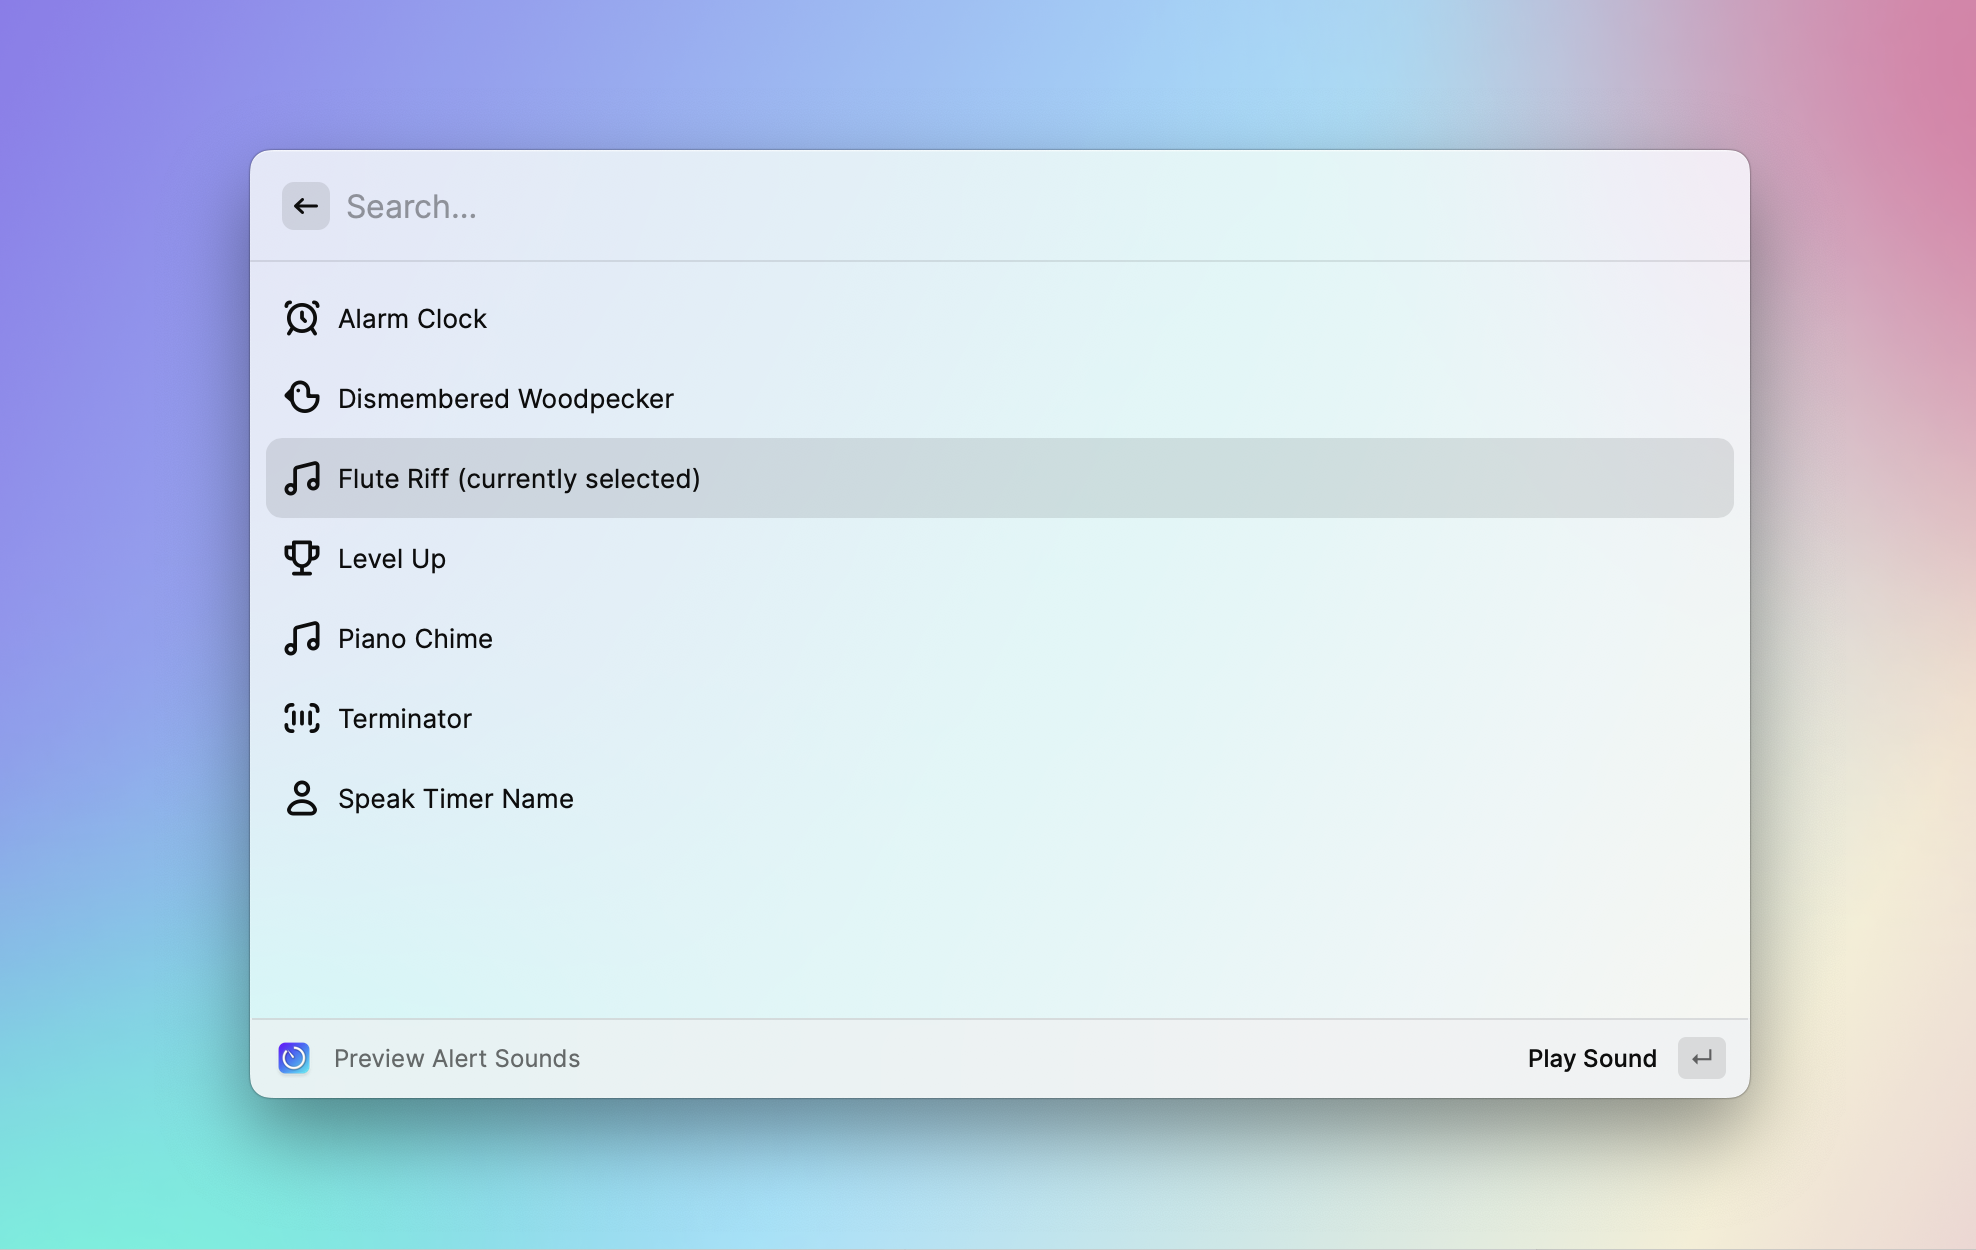 Search...
Alarm Clock
Dismembered Woodpecker
Flute Riff (currently selected)
Level Up
Piano Chime
Terminator
Speak Timer Name
Preview Alert Sounds
Play Sound